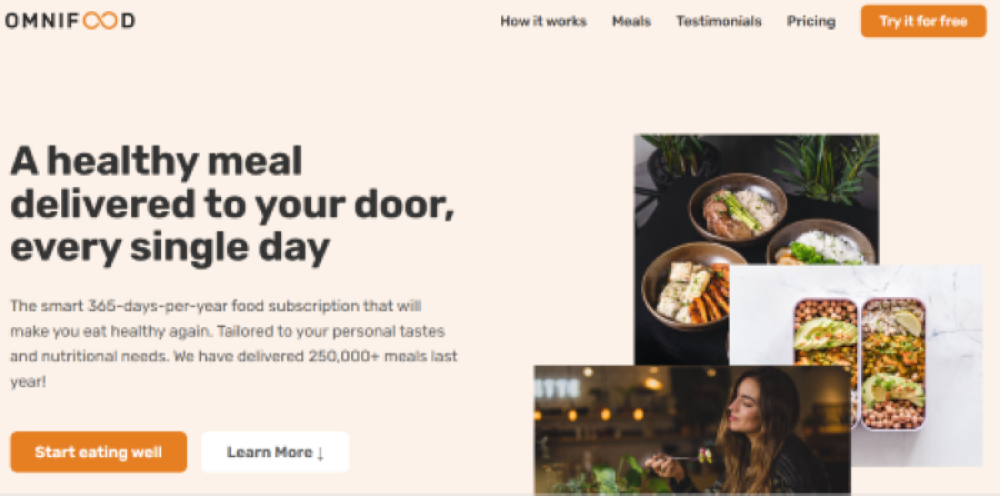 OMNIFOOD
How it works Meals Testimonials Pricing Try it for free
A healthy meal
delivered to your door,
every single day
The smart 365-days-per-year food subscription that will
make you eat healthy again. Tailored to your personal tastes
and nutritional needs. We have delivered 250,000+ meals last
year!
Start eating well Learn More ↓